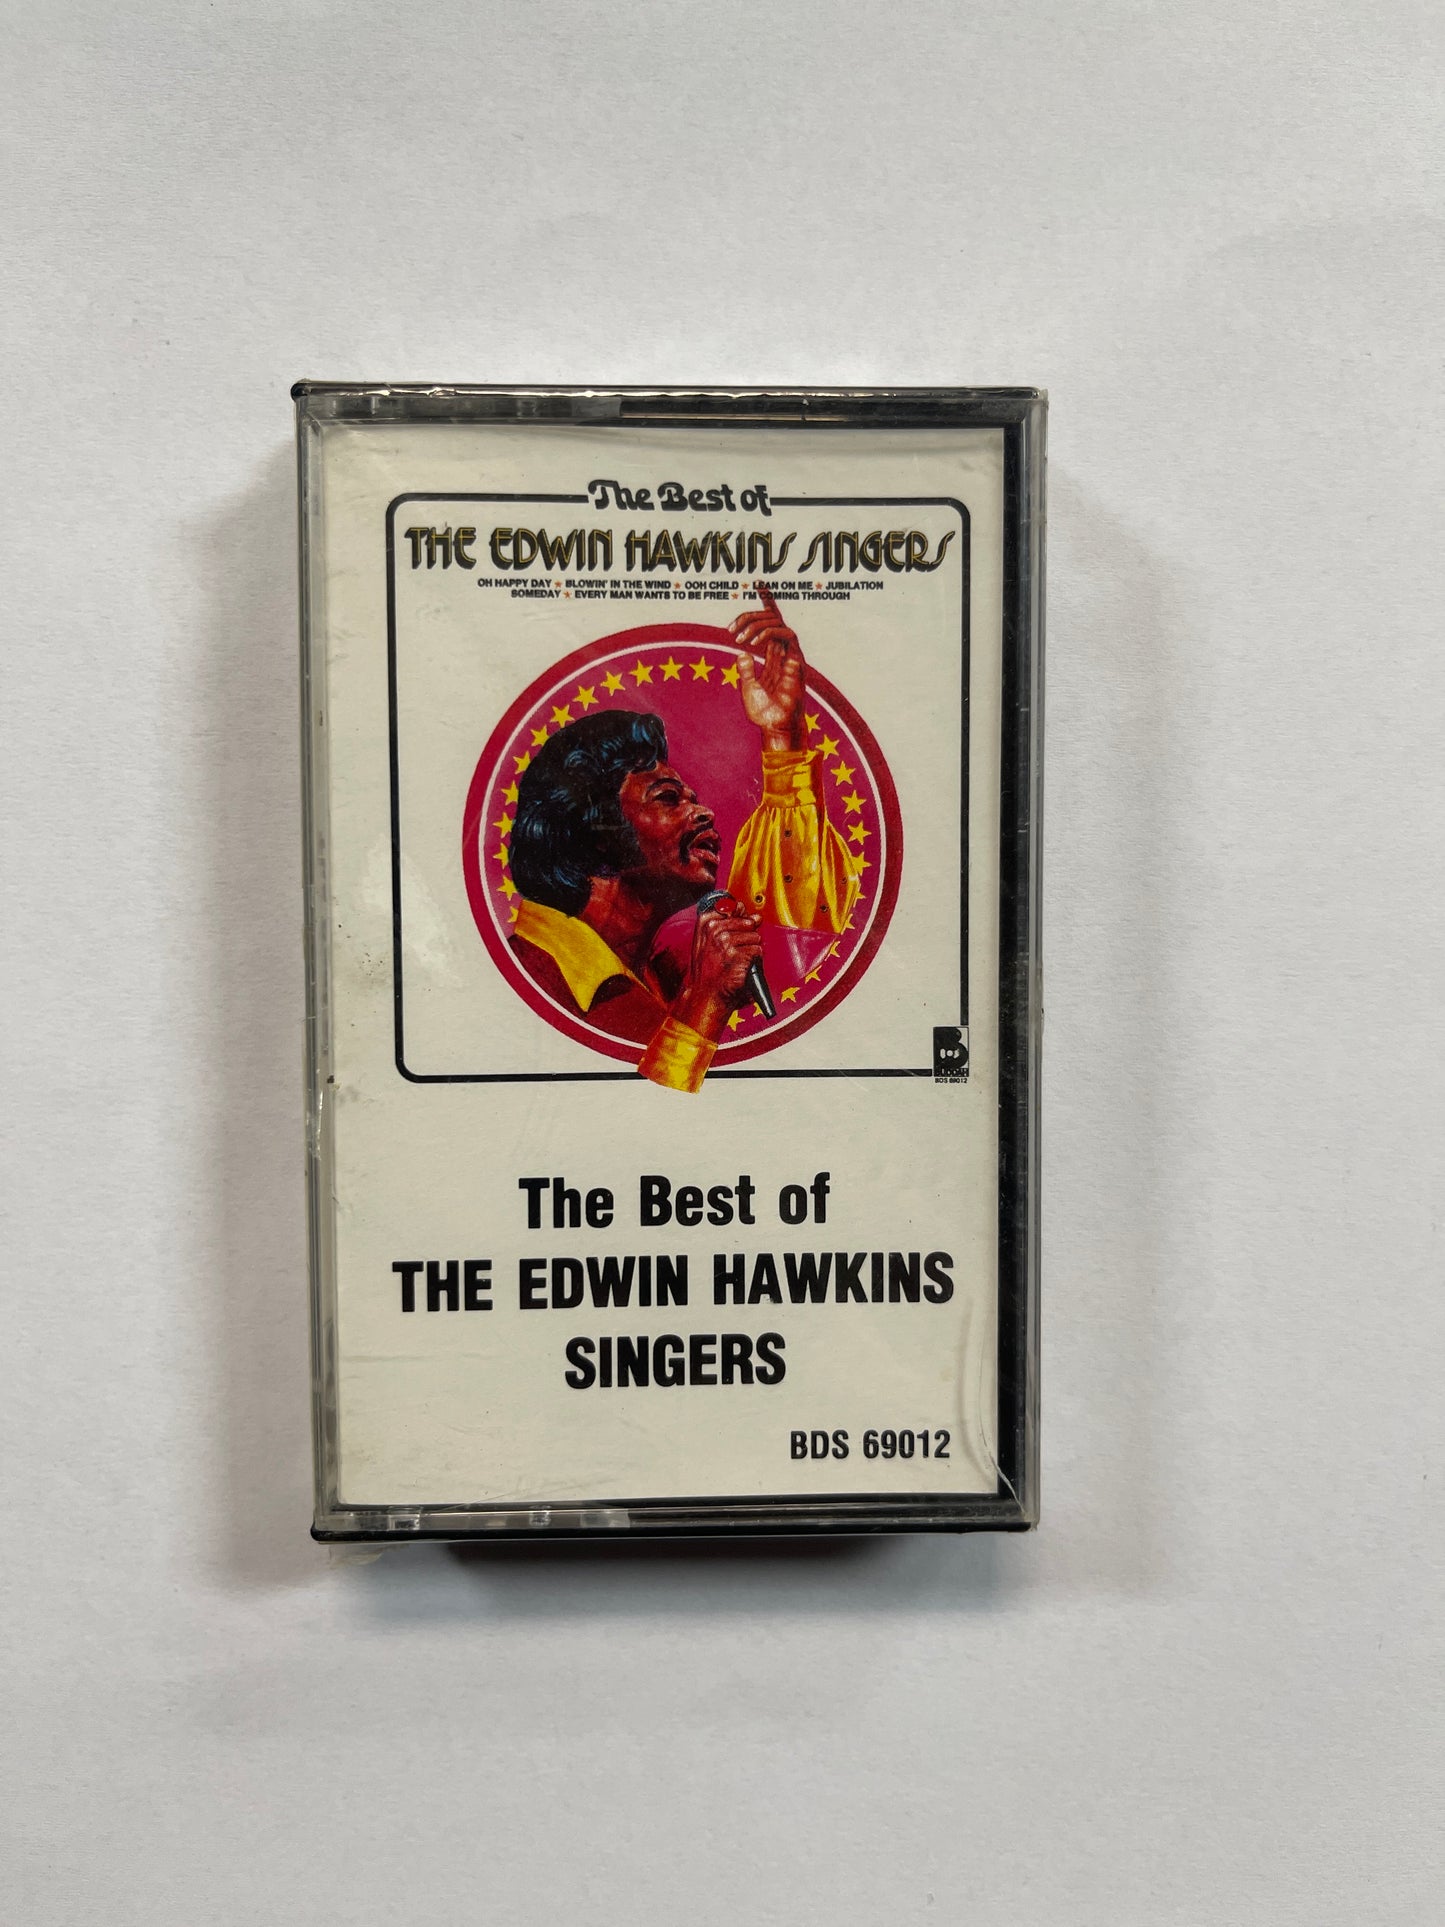 The Best of
THE EDWIN HAWKINS SINGERS
OH HAPPY DAY ★ BLOWIN' IN THE WIND ★ OOH CHILD ★ LEAN ON ME ★ JUBILATION
SOMEDAY ★ EVERY MAN WANTS TO BE FREE ★ I'M COMING THROUGH
BUDDAH
BDS 69012
The Best of
THE EDWIN HAWKINS
SINGERS
BDS 69012